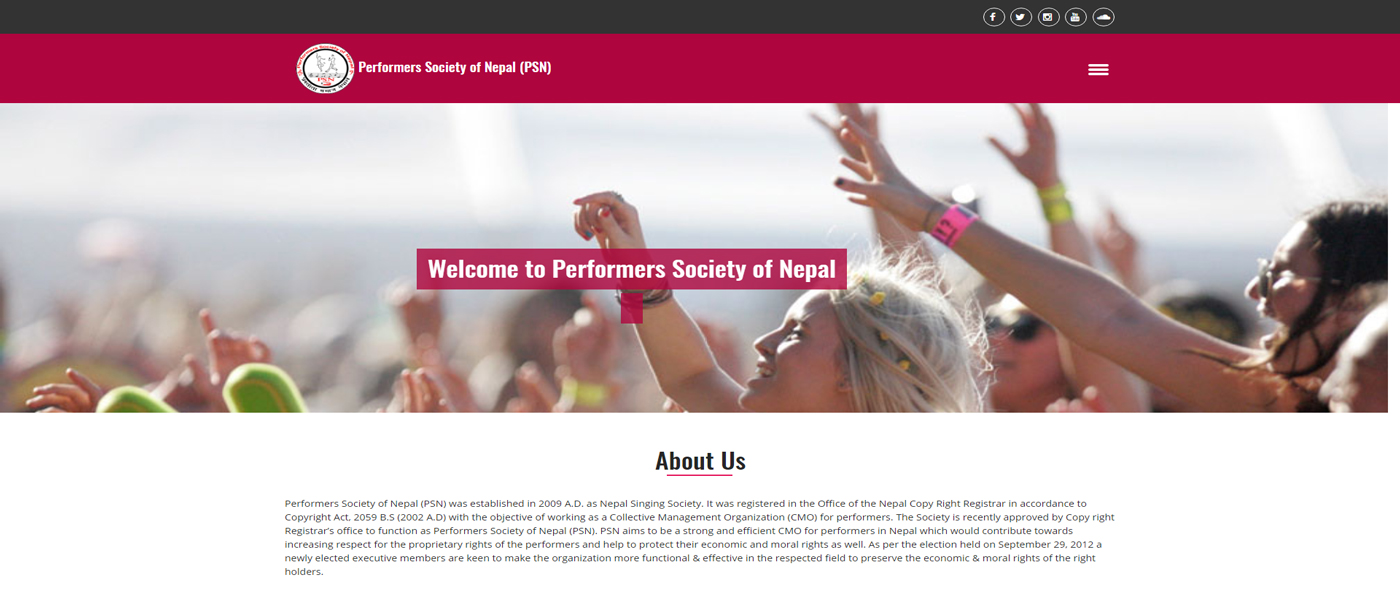 Performers Society of Nepal (PSN)
PSN
Welcome to Performers Society of Nepal
About Us
Performers Society of Nepal (PSN) was established in 2009 A.D. as Nepal Singing Society. It was registered in the Office of the Nepal Copy Right Registrar in accordance to
Copyright Act, 2059 B.S (2002 A.D) with the objective of working as a Collective Management Organization (CMO) for performers. The Society is recently approved by Copy right
Registrar's office to function as Performers Society of Nepal (PSN). PSN aims to be a strong and efficient CMO for performers in Nepal which would contribute towards
increasing respect for the proprietary rights of the performers and help to protect their economic and moral rights as well. As per the election held on September 29, 2012 a
newly elected executive members are keen to make the organization more functional & effective in the respected field to preserve the economic & moral rights of the right
holders.